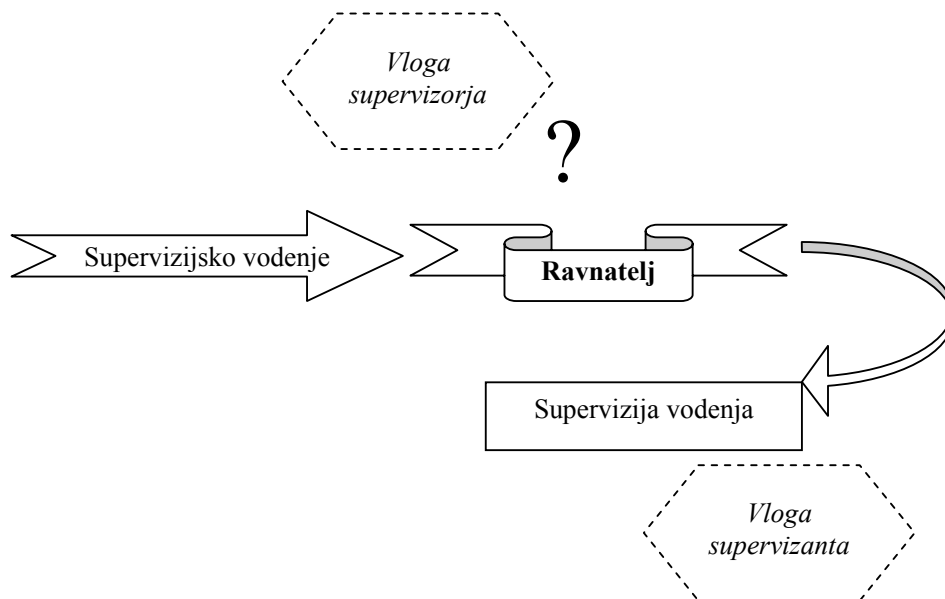 Vloga
supervizorja
?
Supervizijsko vodenje
Ravnatelj
Supervizija vodenja
Vloga
supervizanta